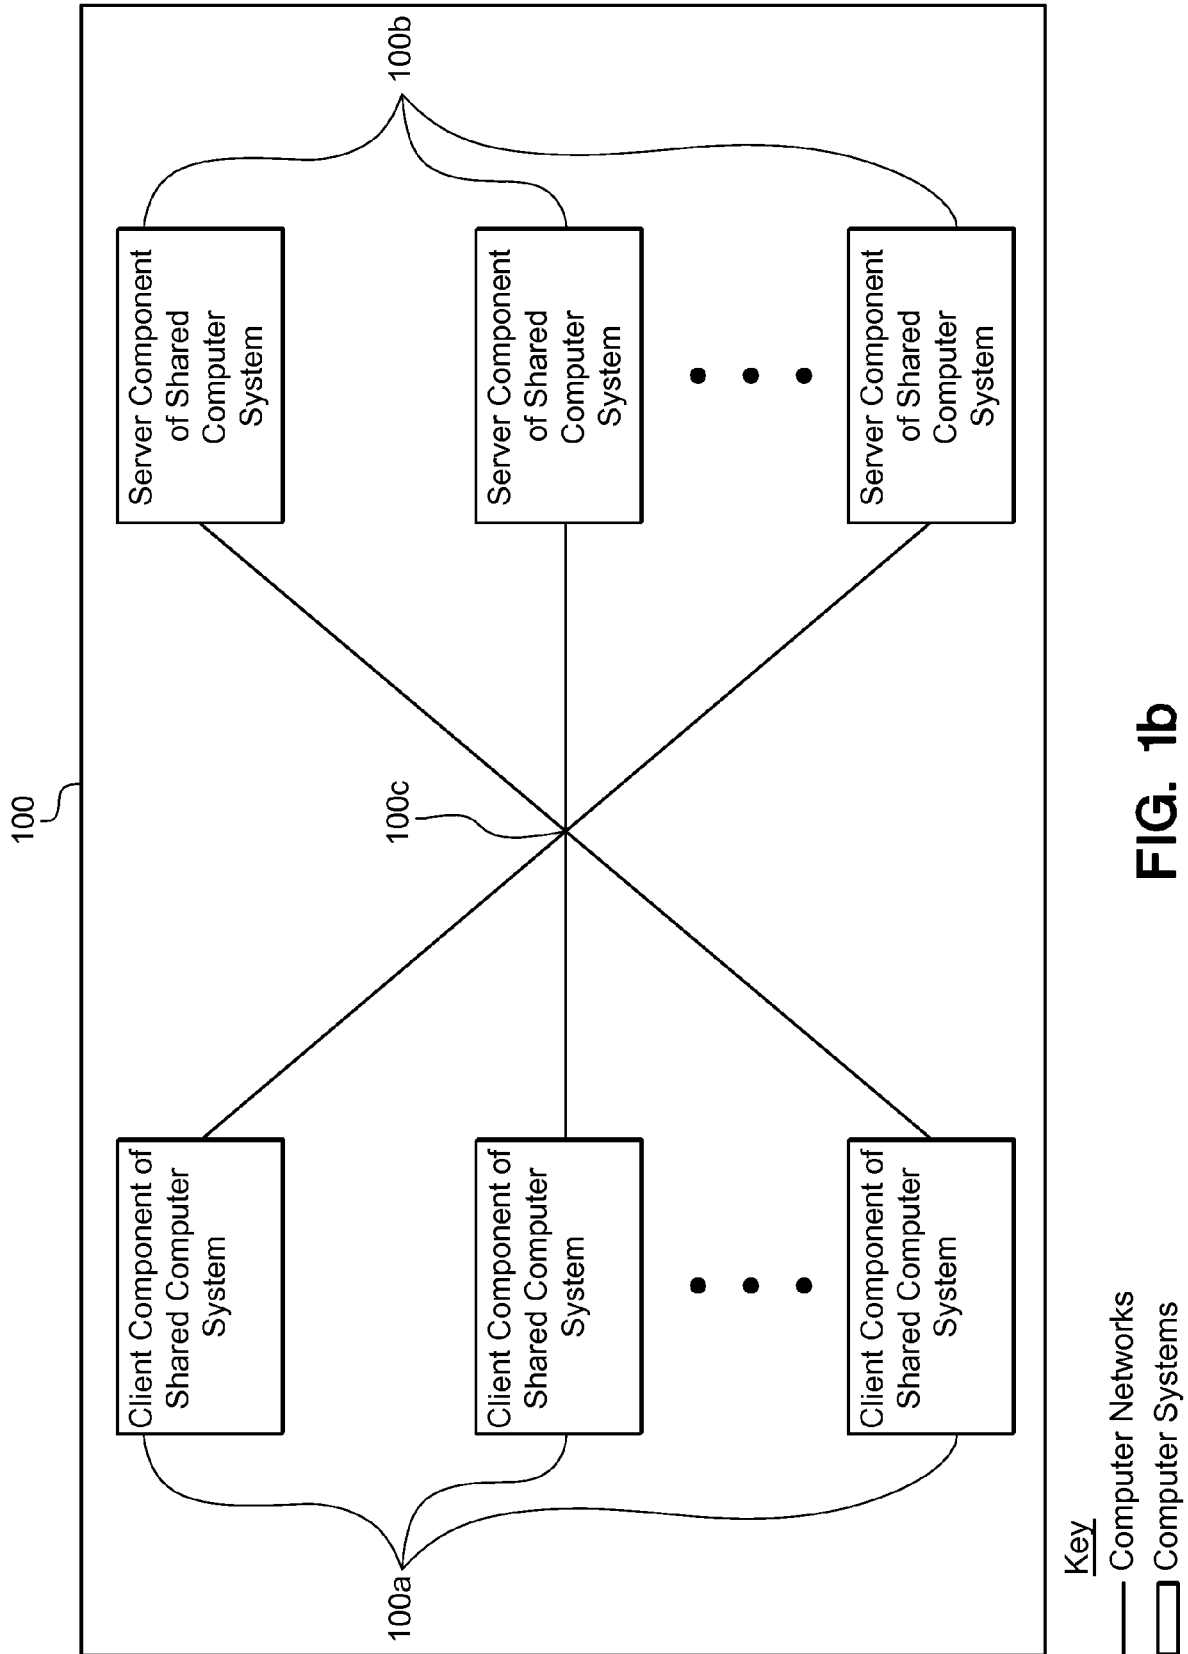 100
100a
Client Component of
Shared Computer
System
Client Component of
Shared Computer
System
Client Component of
Shared Computer
System
100c
Server Component
of Shared
Computer
System
Server Component
of Shared
Computer
System
Server Component
of Shared
Computer
System
100b
Key
Computer Networks
Computer Systems
FIG. 1b